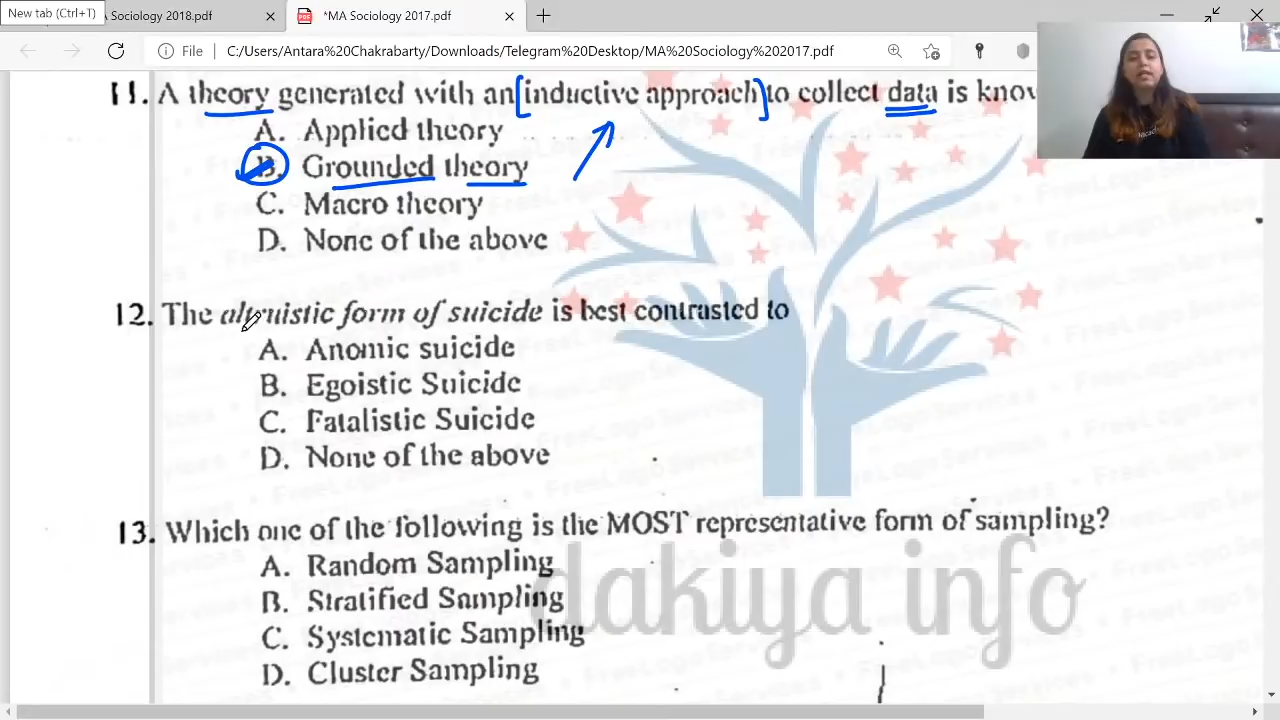 New tab (Ctrl+T)
Sociology 2018.pdf
*MA Sociology 2017.pdf
File
C:/Users/Antara%20Chakrabarty/Downloads/Telegram%20Desktop/MA%20Sociology%202017.pdf
11. A theory generated with an [inductive approach] to collect data is know
A. Applied theory
B. Grounded theory
C. Macro theory
D. None of the above
12. The altruistic form of suicide is best contrasted to
A. Anomic suicide
B. Egoistic Suicide
C. Fatalistic Suicide
D. None of the above
13. Which one of the following is the MOST representative form of sampling?
A. Random Sampling
B. Stratified Sampling
C. Systematic Sampling
D. Cluster Sampling
dakiya info